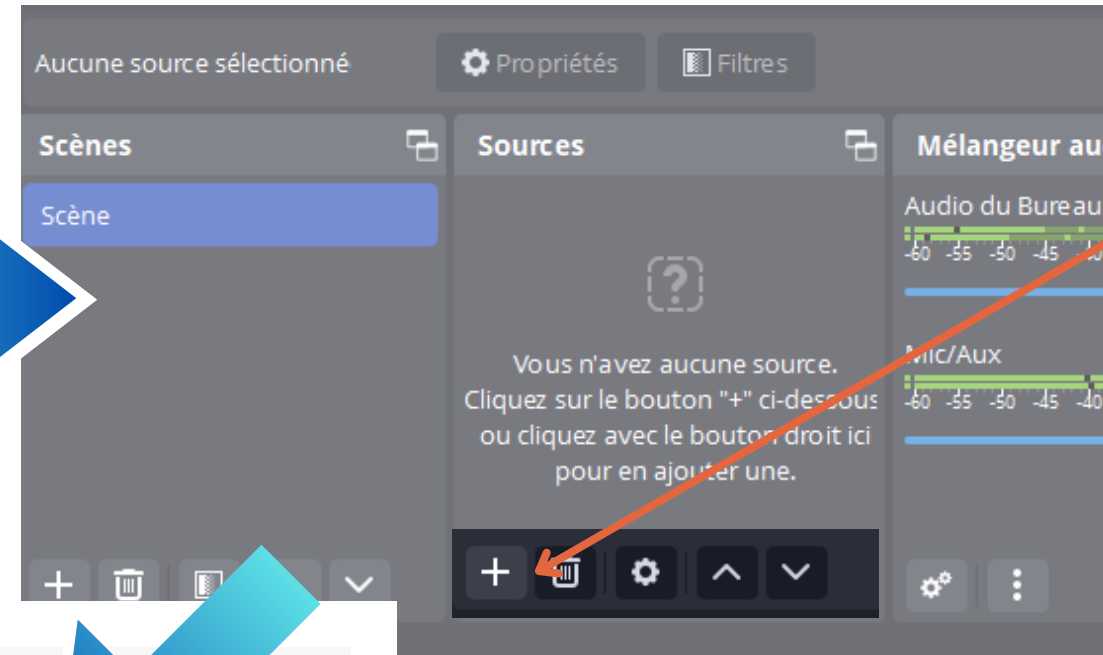 Aucune source sélectionné
Propriétés
Filtres
Scènes
Sources
Mélangeur au
Scène
Vous n'avez aucune source.
Cliquez sur le bouton "+" ci-dessous
ou cliquez avec le bouton droit ici
pour en ajouter une.
Audio du Bureau
-60 -55 -50 -45 -40
Mic/Aux
-60 -55 -50 -45 -40